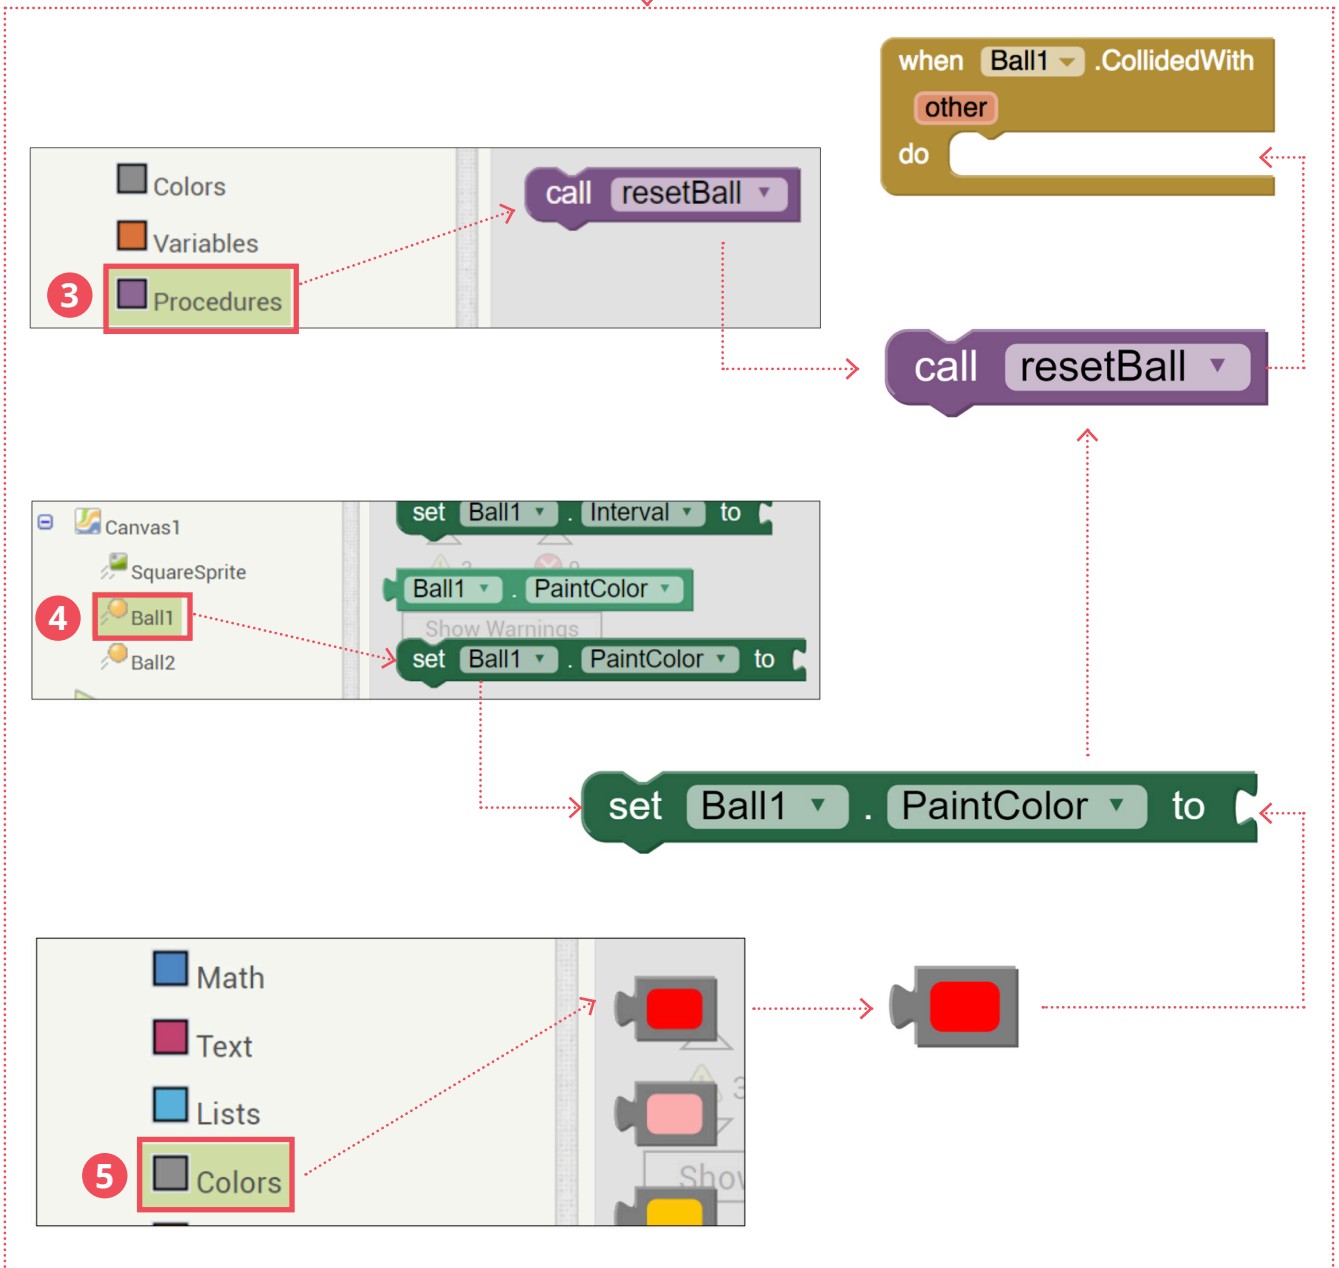 when Ball1 .CollidedWith
other
do
Colors
Variables
3 Procedures
call resetBall
call resetBall
Canvas1
SquareSprite
4 Ball1
Ball2
set Ball1 . Interval to
Ball1 . PaintColor
Show Warnings
set Ball1 . PaintColor to
set Ball1 . PaintColor to
Math
Text
Lists
5 Colors
3
Show